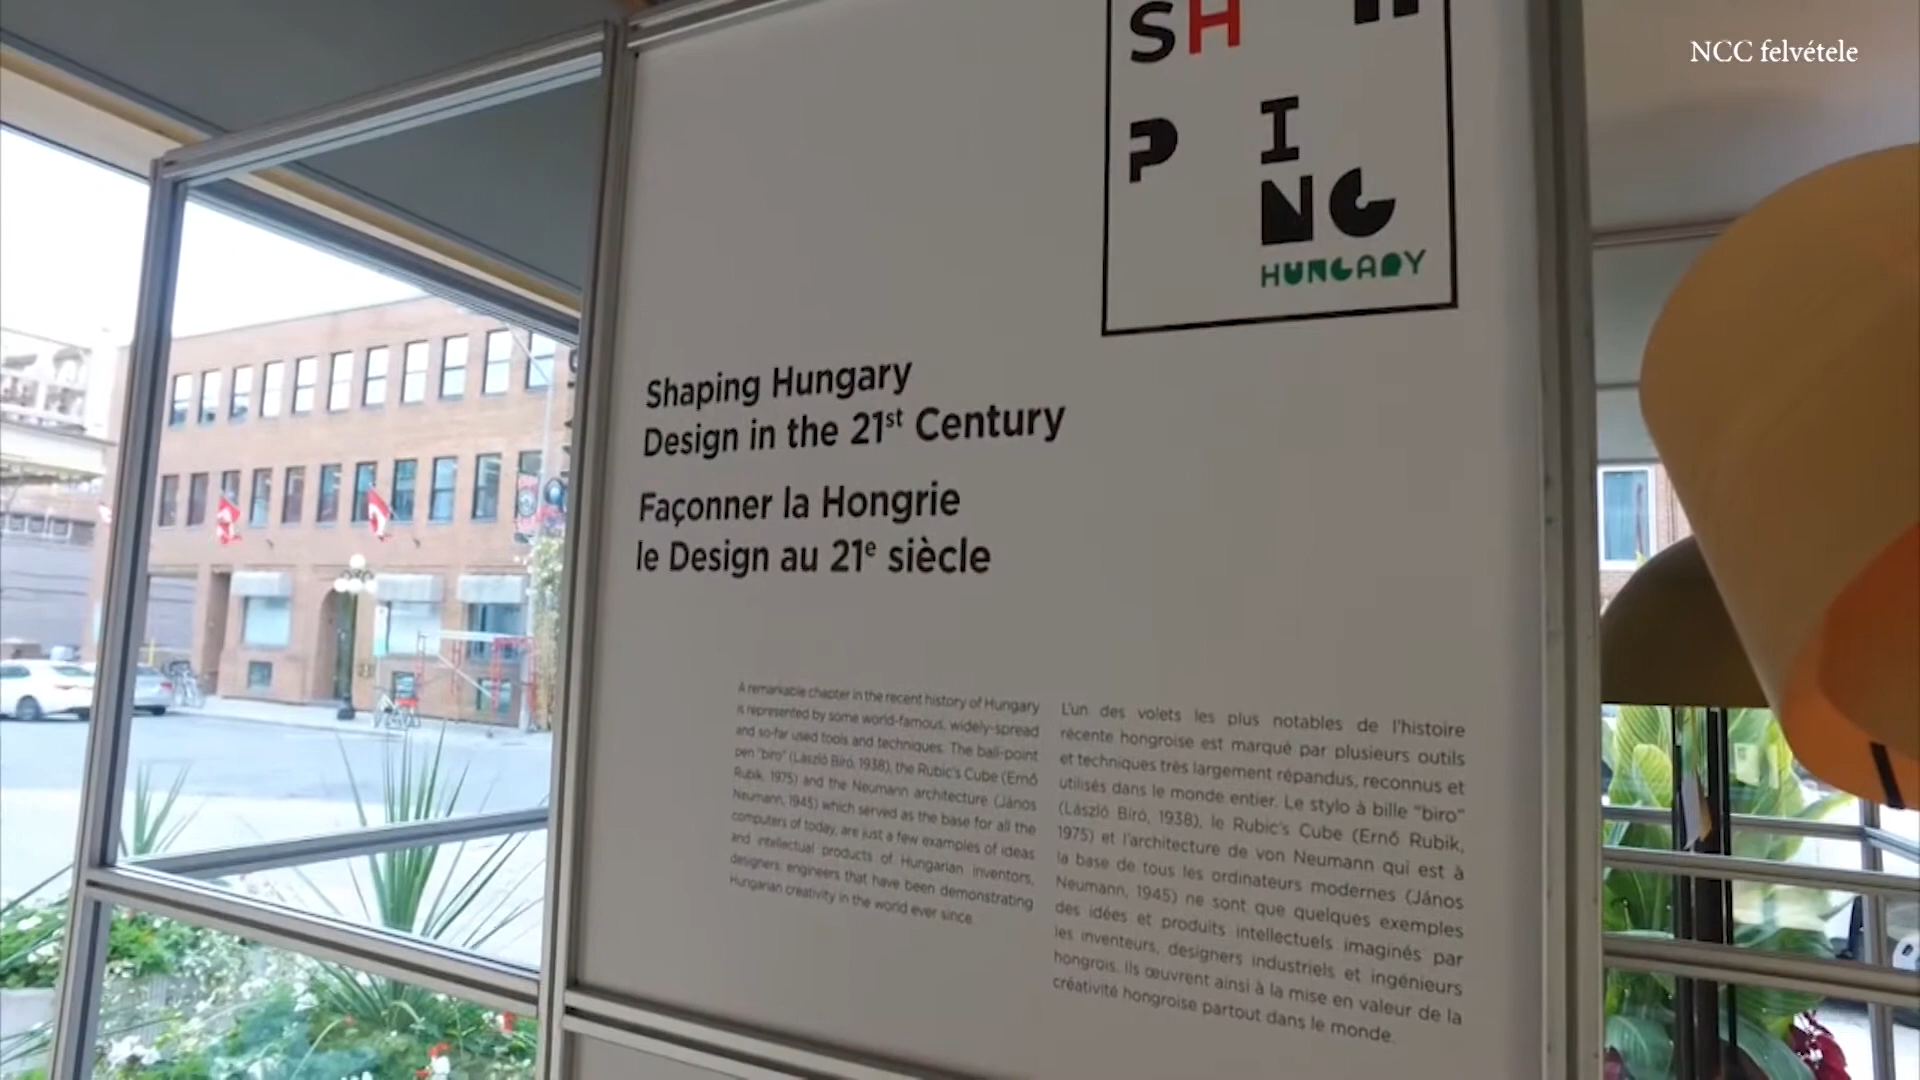 NCC felvétele
SH
P I
NG
HUNGARY
Shaping Hungary
Design in the 21st Century
Façonner la Hongrie
le Design au 21e siècle
A remarkable chapter in the recent history of Hungary
is represented by some world-famous, widely-spread
and so-far used tools and techniques. The ball-point
pen "biro" (László Bíró, 1938), the Rubic's Cube (Ernő
Rubik, 1975) and the Neumann architecture (János
Neumann, 1945) which served as the base for all the
computers of today, are just a few examples of ideas
and intellectual products of Hungarian inventors,
designers, engineers that have been demonstrating
Hungarian creativity in the world ever since.
L'un des volets les plus notables de l'histoire
récente hongroise est marqué par plusieurs outils
et techniques très largement répandus, reconnus et
utilisés dans le monde entier. Le stylo à bille "biro"
(László Bíró, 1938), le Rubic's Cube (Ernő Rubik,
1975) et l'architecture de von Neumann qui est à
la base de tous les ordinateurs modernes (János
Neumann, 1945) ne sont que quelques exemples
des idées et produits intellectuels imaginés par
les inventeurs, designers industriels et ingénieurs
hongrois. Ils œuvrent ainsi à la mise en valeur de la
créativité hongroise partout dans le monde.